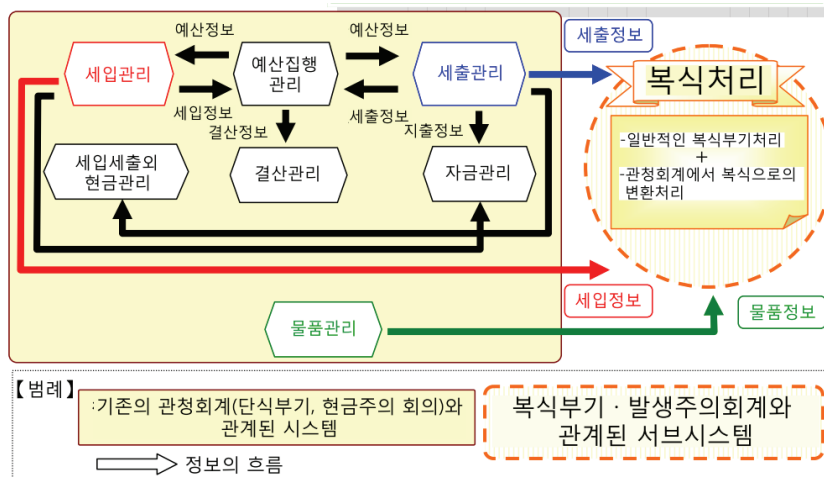 예산정보
예산정보
세출정보
세입관리
예산집행
관리
세출관리
복식처리
세입정보
결산정보
세출정보
지출정보
-일반적인 복식부기처리
+
-관청회계에서 복식으로의
변환처리
세입세출외
현금관리
결산관리
자금관리
세입정보
물품정보
물품관리
【범례】
:기존의 관청회계(단식부기, 현금주의 회의)와
관계된 시스템
복식부기 · 발생주의회계와
관계된 서브시스템
정보의 흐름